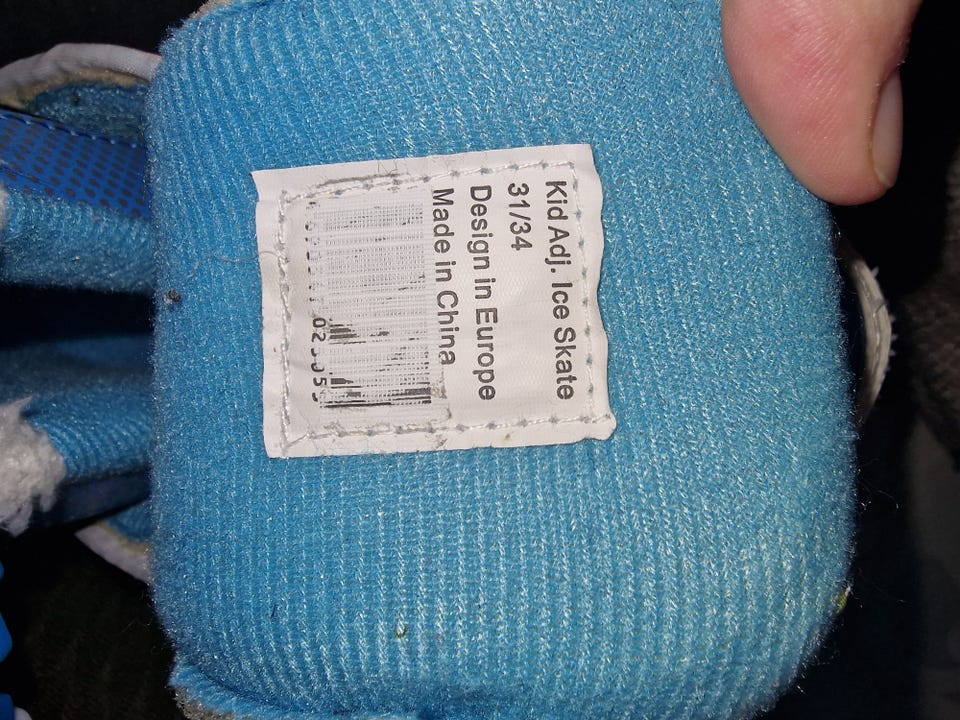 Kid Adj. Ice Skate
31/34
Design in Europe
Made in China